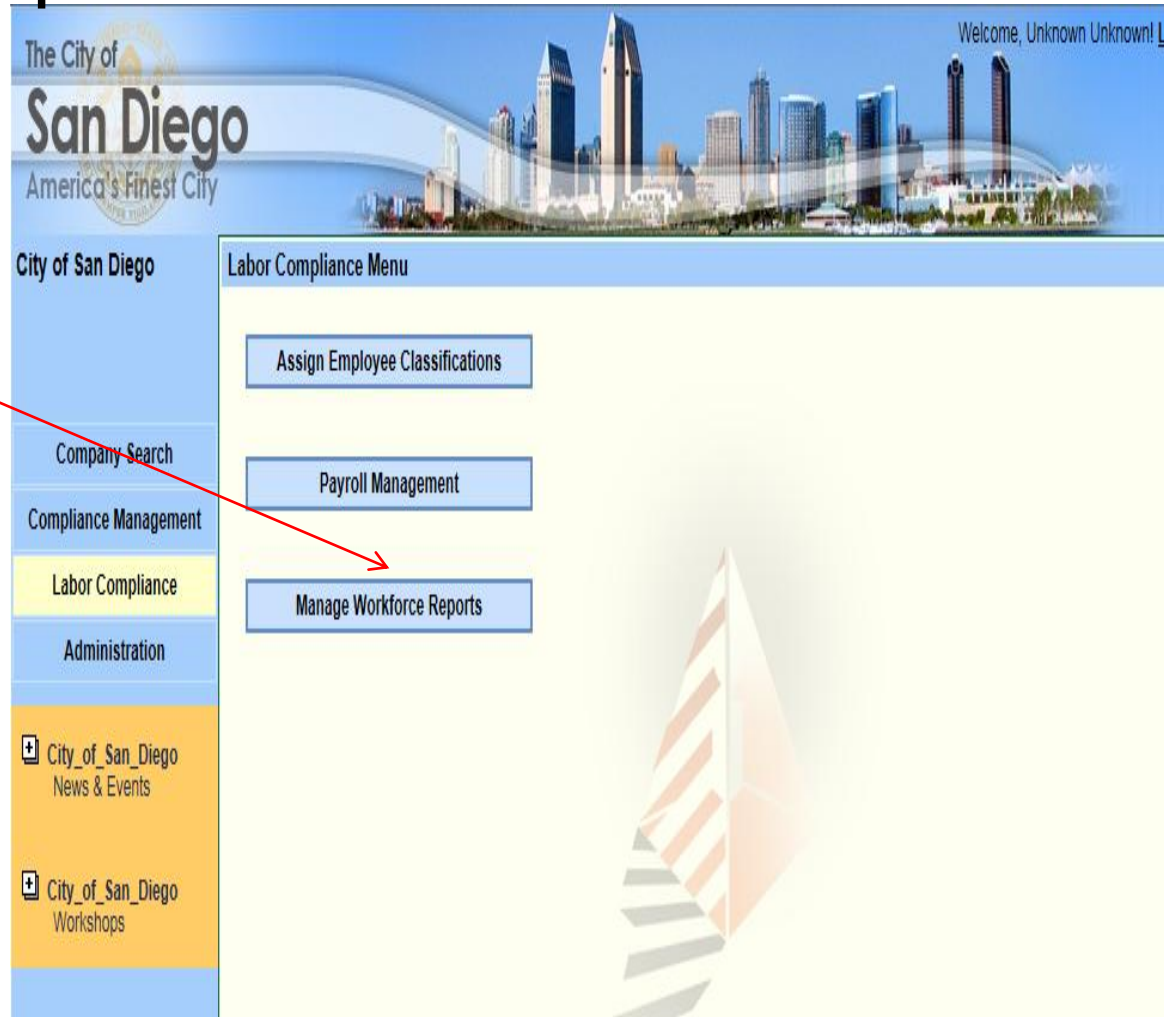 Welcome, Unknown Unknown! L
The City of
San Diego
America's Finest City
City of San Diego
Labor Compliance Menu
Assign Employee Classifications
Company Search
Payroll Management
Compliance Management
Labor Compliance
Manage Workforce Reports
Administration
City_of_San_Diego
News & Events
City_of_San_Diego
Workshops